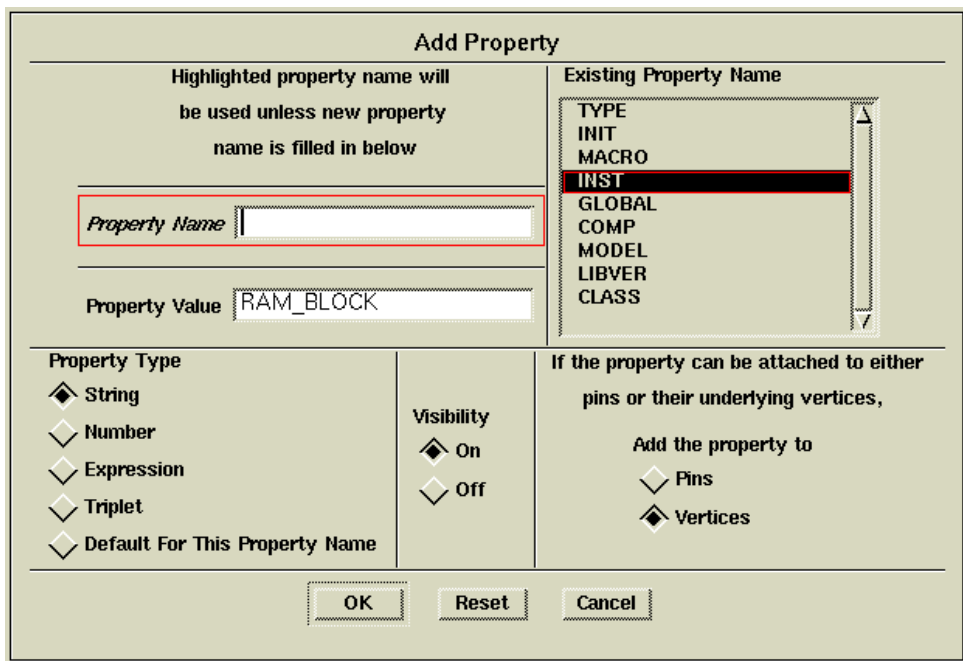 Add Property
Highlighted property name will
be used unless new property
name is filled in below
Property Name
Property Value RAM_BLOCK
Existing Property Name
TYPE
INIT
MACRO
INST
GLOBAL
COMP
MODEL
LIBVER
CLASS
Property Type
String
Number
Expression
Triplet
Default For This Property Name
Visibility
On
Off
If the property can be attached to either
pins or their underlying vertices,
Add the property to
Pins
Vertices
OK Reset Cancel